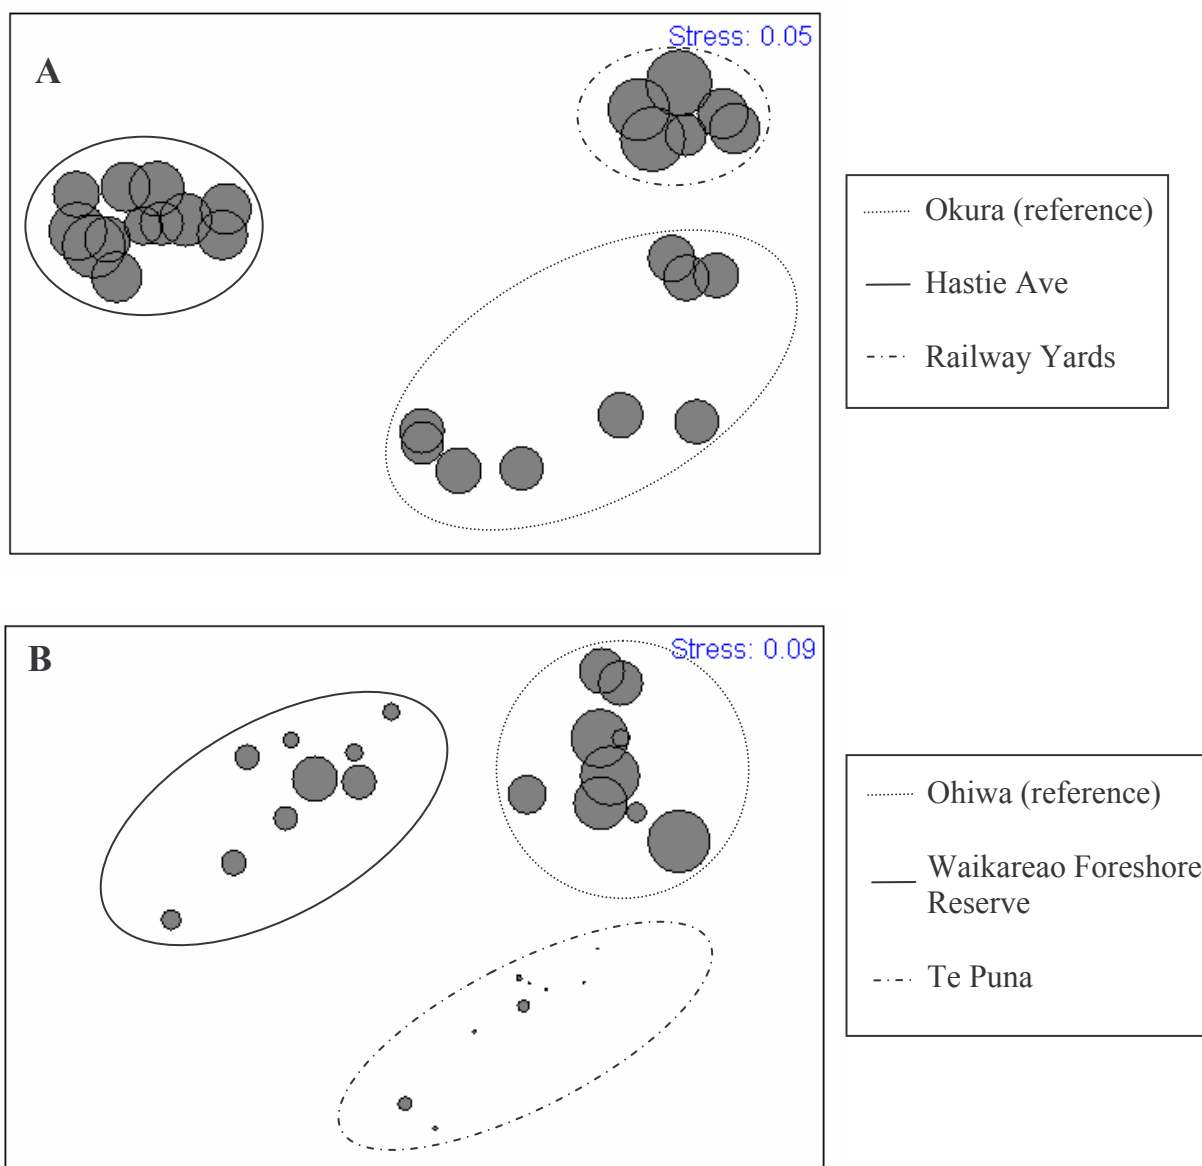 Stress: 0.05
A
Okura (reference)
Hastie Ave
Railway Yards
Stress: 0.09
B
Ohiwa (reference)
Waikareao Foreshore
Reserve
Te Puna